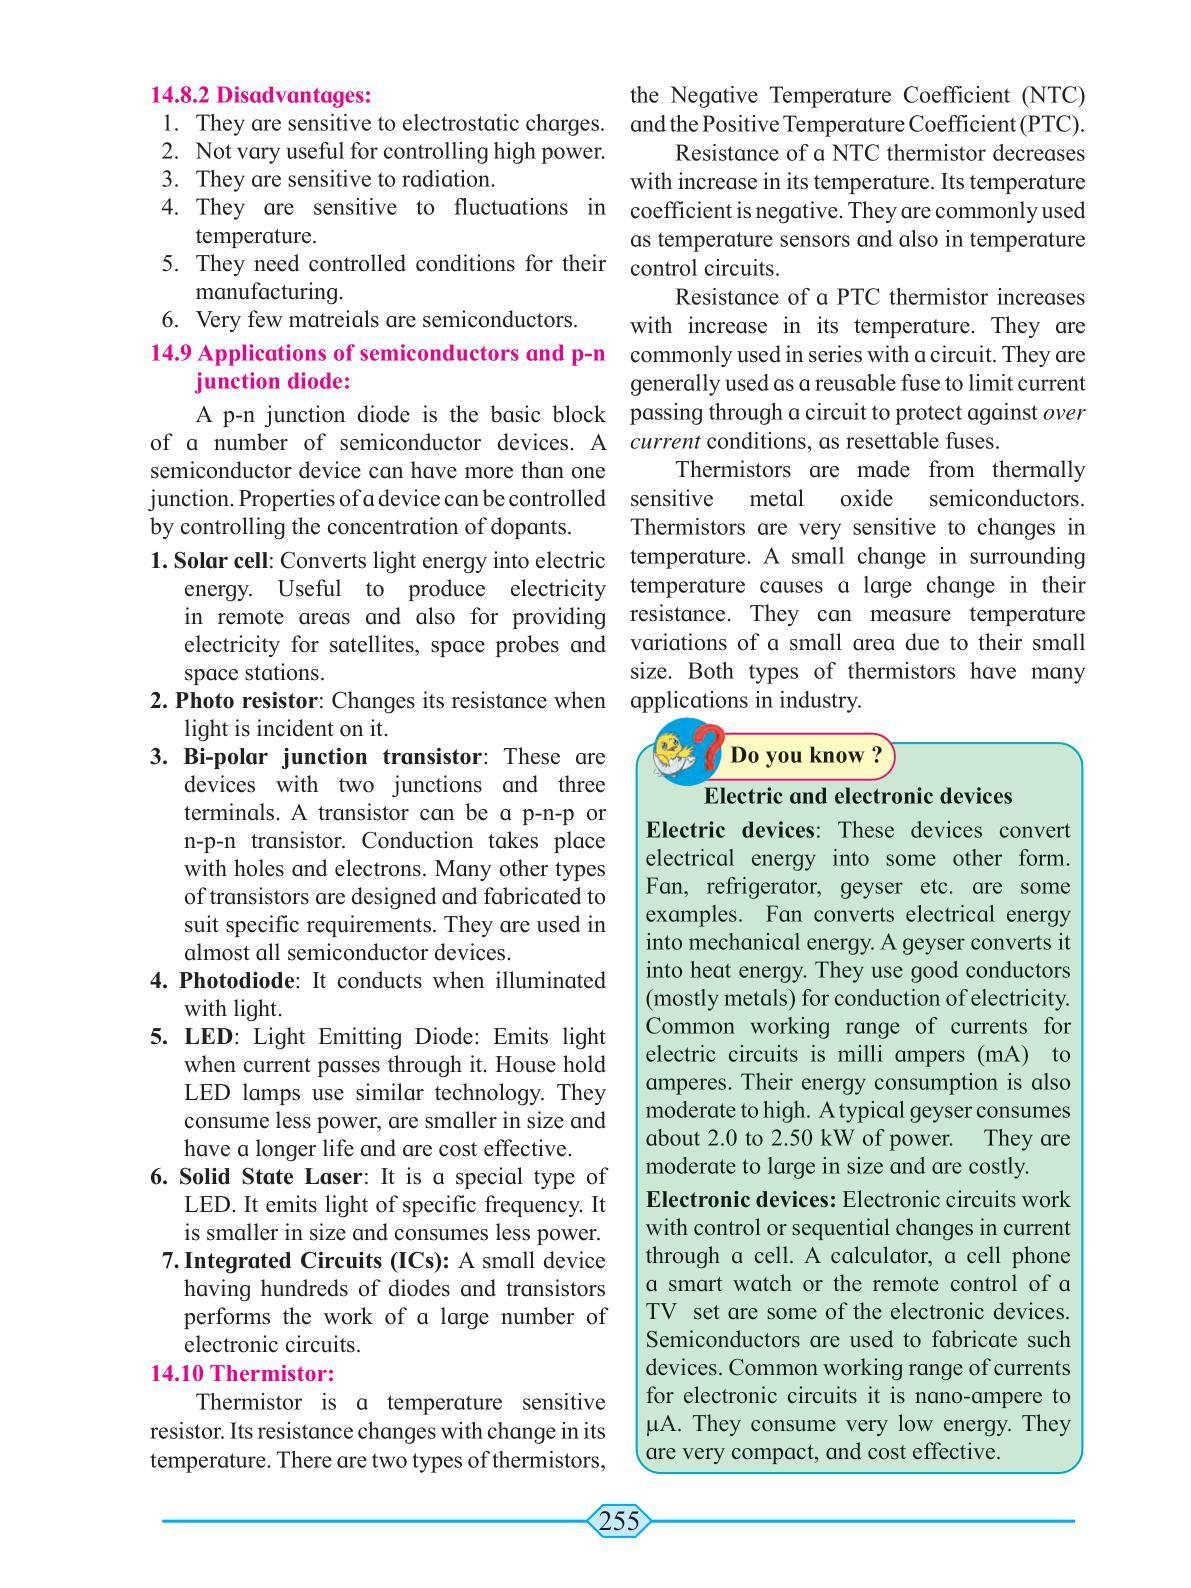 14.8.2 Disadvantages:
1. They are sensitive to electrostatic charges.
2. Not vary useful for controlling high power.
3. They are sensitive to radiation.
4. They are sensitive to fluctuations in
temperature.
5. They need controlled conditions for their
manufacturing.
6. Very few matreials are semiconductors.
14.9 Applications of semiconductors and p-n
junction diode:
A p-n junction diode is the basic block
of a number of semiconductor devices. A
semiconductor device can have more than one
junction. Properties of a device can be controlled
by controlling the concentration of dopants.
1. Solar cell: Converts light energy into electric
energy. Useful to produce electricity
in remote areas and also for providing
electricity for satellites, space probes and
space stations.
2. Photo resistor: Changes its resistance when
light is incident on it.
3. Bi-polar junction transistor: These are
devices with two junctions and three
terminals. A transistor can be a p-n-p or
n-p-n transistor. Conduction takes place
with holes and electrons. Many other types
of transistors are designed and fabricated to
suit specific requirements. They are used in
almost all semiconductor devices.
4. Photodiode: It conducts when illuminated
with light.
5. LED: Light Emitting Diode: Emits light
when current passes through it. House hold
LED lamps use similar technology. They
consume less power, are smaller in size and
have a longer life and are cost effective.
6. Solid State Laser: It is a special type of
LED. It emits light of specific frequency. It
is smaller in size and consumes less power.
7. Integrated Circuits (ICs): A small device
having hundreds of diodes and transistors
performs the work of a large number of
electronic circuits.
14.10 Thermistor:
Thermistor is a temperature sensitive
resistor. Its resistance changes with change in its
temperature. There are two types of thermistors,
the Negative Temperature Coefficient (NTC)
and the Positive Temperature Coefficient (PTC).
Resistance of a NTC thermistor decreases
with increase in its temperature. Its temperature
coefficient is negative. They are commonly used
as temperature sensors and also in temperature
control circuits.
Resistance of a PTC thermistor increases
with increase in its temperature. They are
commonly used in series with a circuit. They are
generally used as a reusable fuse to limit current
passing through a circuit to protect against over
current conditions, as resettable fuses.
Thermistors are made from thermally
sensitive metal oxide semiconductors.
Thermistors are very sensitive to changes in
temperature. A small change in surrounding
temperature causes a large change in their
resistance. They can measure temperature
variations of a small area due to their small
size. Both types of thermistors have many
applications in industry.
Do you know ?
Electric and electronic devices
Electric devices: These devices convert
electrical energy into some other form.
Fan, refrigerator, geyser etc. are some
examples. Fan converts electrical energy
into mechanical energy. A geyser converts it
into heat energy. They use good conductors
(mostly metals) for conduction of electricity.
Common working range of currents for
electric circuits is milli ampers (mA) to
amperes. Their energy consumption is also
moderate to high. A typical geyser consumes
about 2.0 to 2.50 kW of power. They are
moderate to large in size and are costly.
Electronic devices: Electronic circuits work
with control or sequential changes in current
through a cell. A calculator, a cell phone
a smart watch or the remote control of a
TV set are some of the electronic devices.
Semiconductors are used to fabricate such
devices. Common working range of currents
for electronic circuits it is nano-ampere to
µA. They consume very low energy. They
are very compact, and cost effective.
255